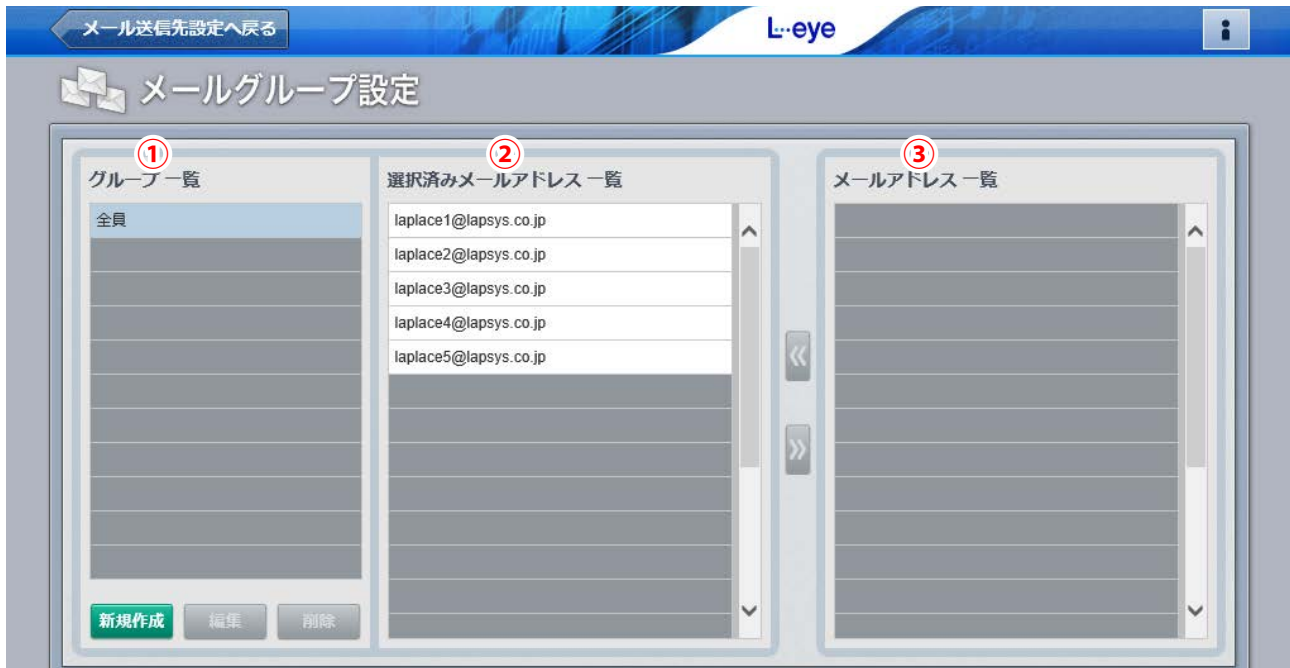 メール送信先設定へ戻る
L・eye
メールグループ設定
①
グループ 一覧
全員
新規作成
編集
削除
②
選択済みメールアドレス 一覧
laplace1@lapsys.co.jp
laplace2@lapsys.co.jp
laplace3@lapsys.co.jp
laplace4@lapsys.co.jp
laplace5@lapsys.co.jp
③
メールアドレス 一覧